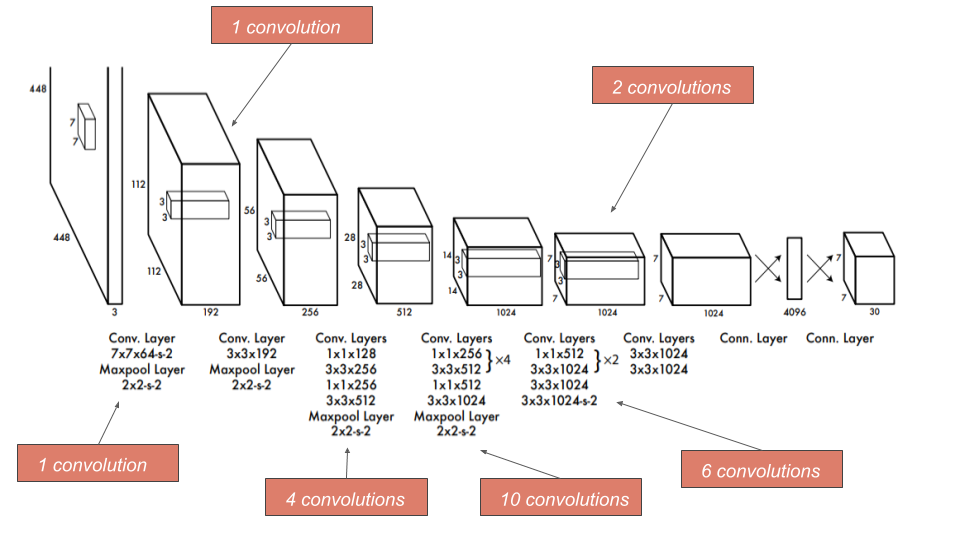 1 convolution
2 convolutions
448
7
7
448
3
112
3
3
112
192
56
3
3
56
256
28
3
3
28
512
14
3
3
14
1024
7
3
3
7
1024
7
7
1024
4096
7
7
30
Conv. Layer
7x7x64-s-2
Maxpool Layer
2x2-s-2
Conv. Layer
3x3x192
Maxpool Layer
2x2-s-2
Conv. Layers
1x1x128
3x3x256
1x1x256
3x3x512
Maxpool Layer
2x2-s-2
Conv. Layers
1x1x256
3x3x512
}×4
1x1x512
3x3x1024
Maxpool Layer
2x2-s-2
Conv. Layers
1x1x512
3x3x1024
}×2
3x3x1024
3x3x1024-s-2
Conv. Layers
3x3x1024
3x3x1024
Conn. Layer
Conn. Layer
1 convolution
4 convolutions
10 convolutions
6 convolutions